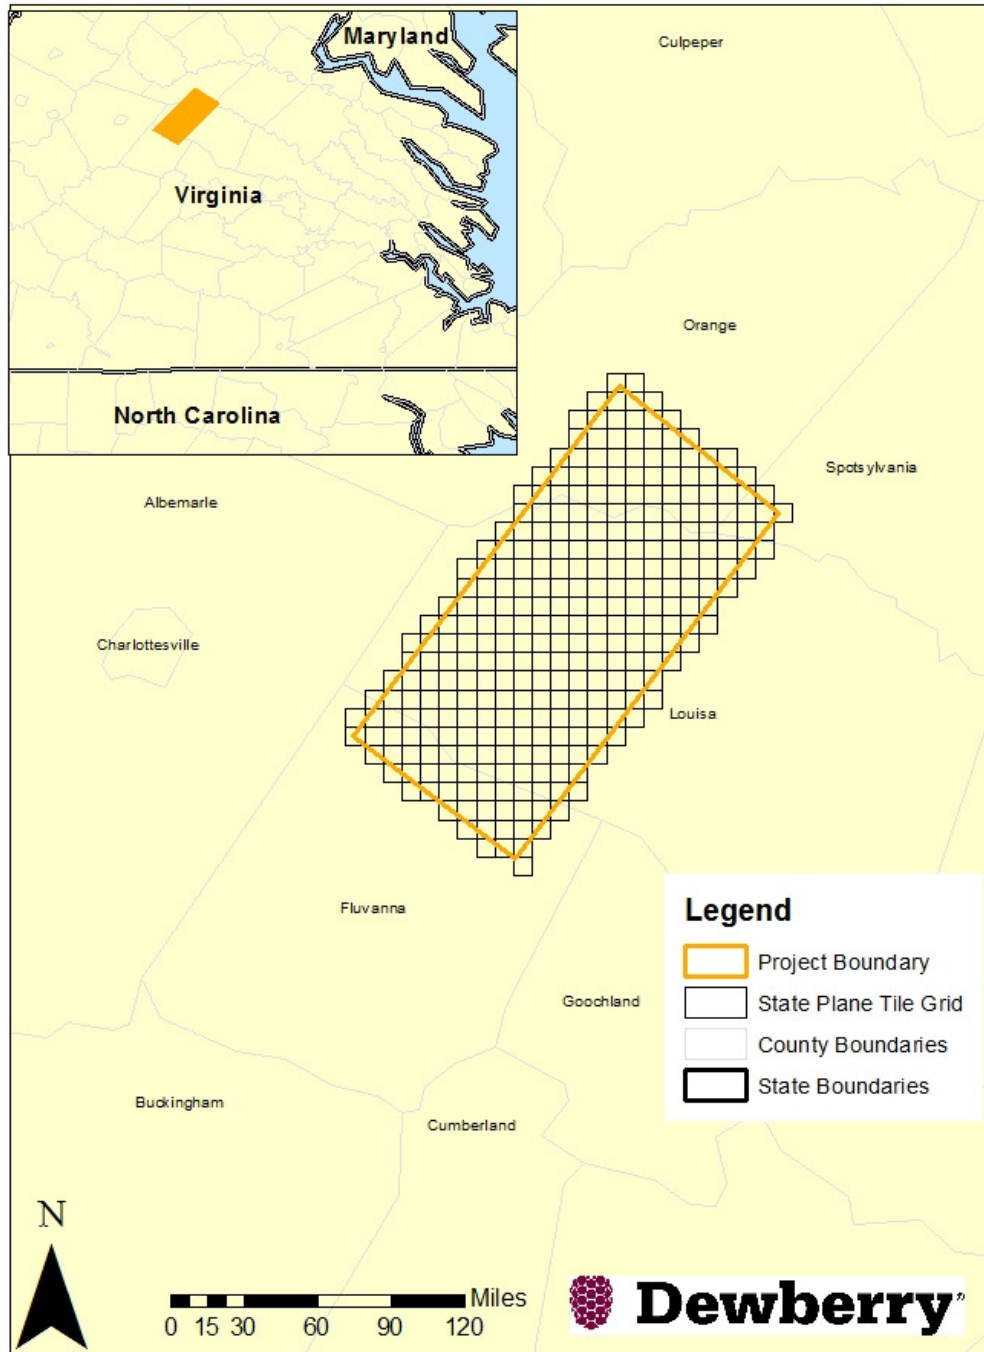 Maryland
Virginia
North Carolina
Culpeper
Orange
Spotsylvania
Albemarle
Charlottesville
Louisa
Fluvanna
Goochland
Buckingham
Cumberland
Legend
Project Boundary
State Plane Tile Grid
County Boundaries
State Boundaries
N
Miles
0 15 30 60 90 120
Dewberry